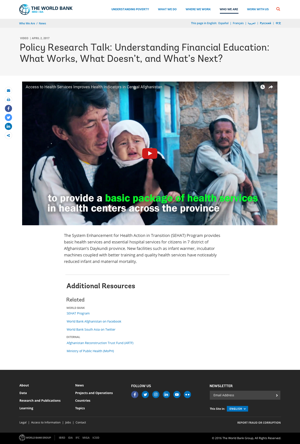 THE WORLD BANK
IBRD • IDA
UNDERSTANDING POVERTY
WHAT WE DO
WHERE WE WORK
WHO WE ARE
Who We Are / News
This page in: English Español Français العربية Русский 中文
VIDEO | APRIL 3, 2017
Policy Research Talk: Understanding Financial Education:
What Works, What Doesn't, and What's Next?
Access to Health Services Improves Health Indicators in Central Afghanistan
to provide a basic package of health services
in health centers across the province
The System Enhancement for Health Action in Transition (SEHAT) Program provides
basic health services and essential hospital services for citizens in 7 district of
Afghanistan's Daykundi province. New facilities such as infant warmer, incubator
machines coupled with better training and quality health services have noticeably
reduced infant and maternal mortality.
Additional Resources
Related
WORLD BANK
SEHAT Program
World Bank Afghanistan on Facebook
World Bank South Asia on Twitter
EXTERNAL
Afghanistan Reconstruction Trust Fund (ARTF)
Ministry of Public Health (MoPH)
About
Data
Research and Publications
Learning
News
Projects and Operations
Countries
Topics
FOLLOW US
NEWSLETTER
Email Address
This Site in: ENGLISH
Legal
Access to Information
Jobs
Contact
REPORT FRAUD OR CORRUPTION
WORLD BANK GROUP
IBRD IDA IFC MIGA ICSID
© 2016 The World Bank Group, All Rights Reserved.